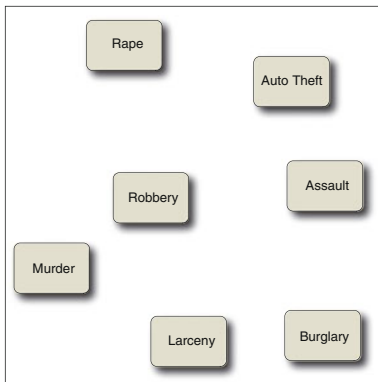 Rape
Auto Theft
Assault
Robbery
Murder
Larceny
Burglary